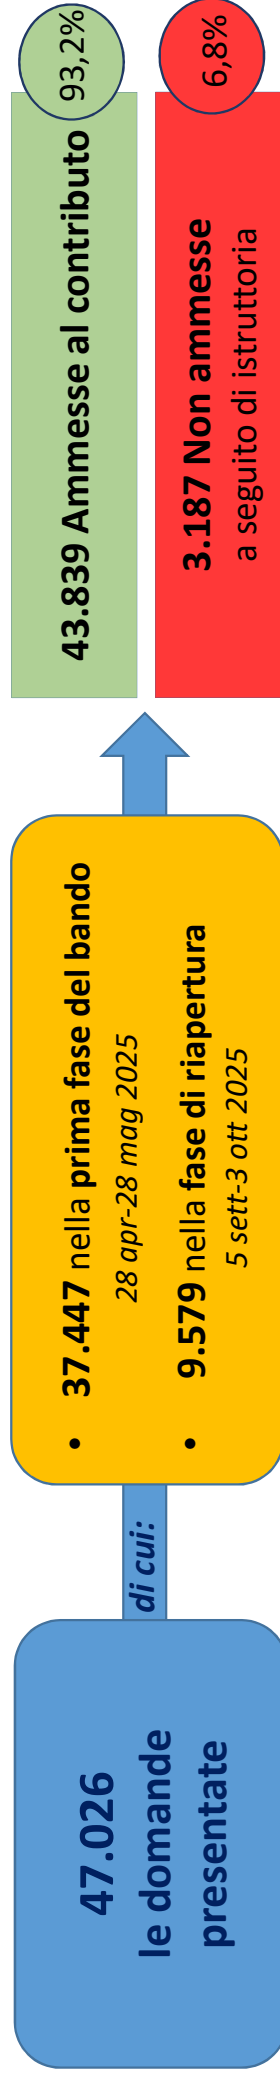 47.026
le domande
presentate
di cui:
• 37.447 nella prima fase del bando
28 apr-28 mag 2025
• 9.579 nella fase di riapertura
5 sett-3 ott 2025
43.839 Ammesse al contributo
93,2%
3.187 Non ammesse
a seguito di istruttoria
6,8%